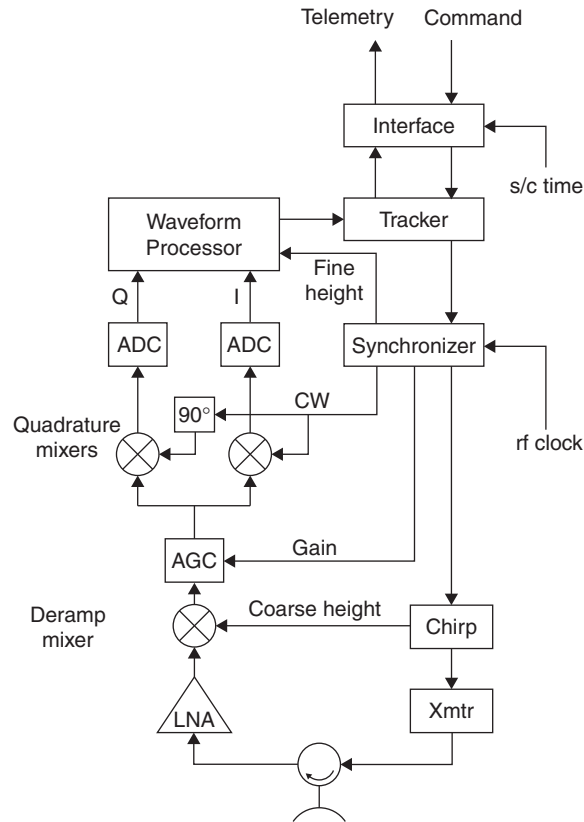 Telemetry
Command
Interface
s/c time
Waveform
Processor
Tracker
Fine
height
Q
I
ADC
ADC
Synchronizer
CW
90°
Quadrature
mixers
rf clock
Gain
AGC
Deramp
mixer
Coarse height
Chirp
LNA
Xmtr